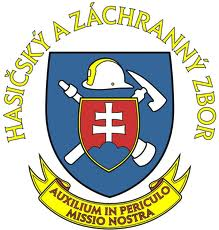 HASIČSKÝ A ZÁCHRANNÝ ZBOR
AUXILIUM IN PERICULO
MISSIO NOSTRA